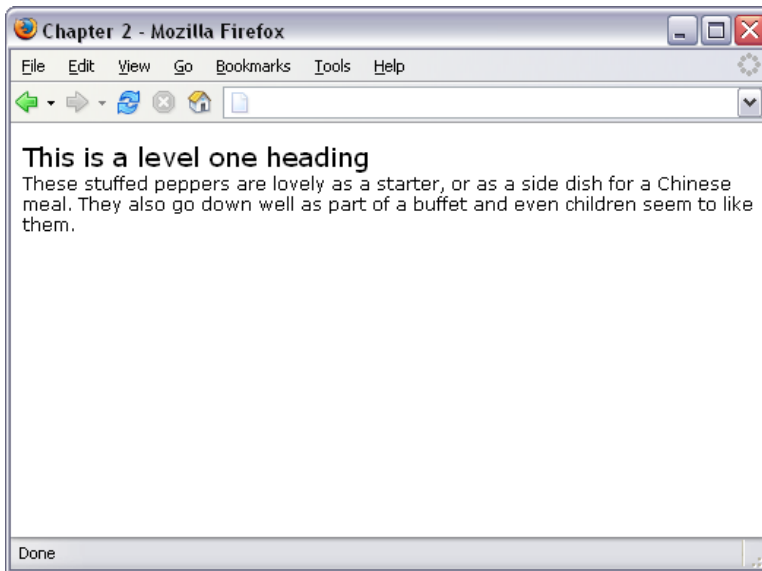 Chapter 2 - Mozilla Firefox
File Edit View Go Bookmarks Tools Help
This is a level one heading
These stuffed peppers are lovely as a starter, or as a side dish for a Chinese
meal. They also go down well as part of a buffet and even children seem to like
them.
Done